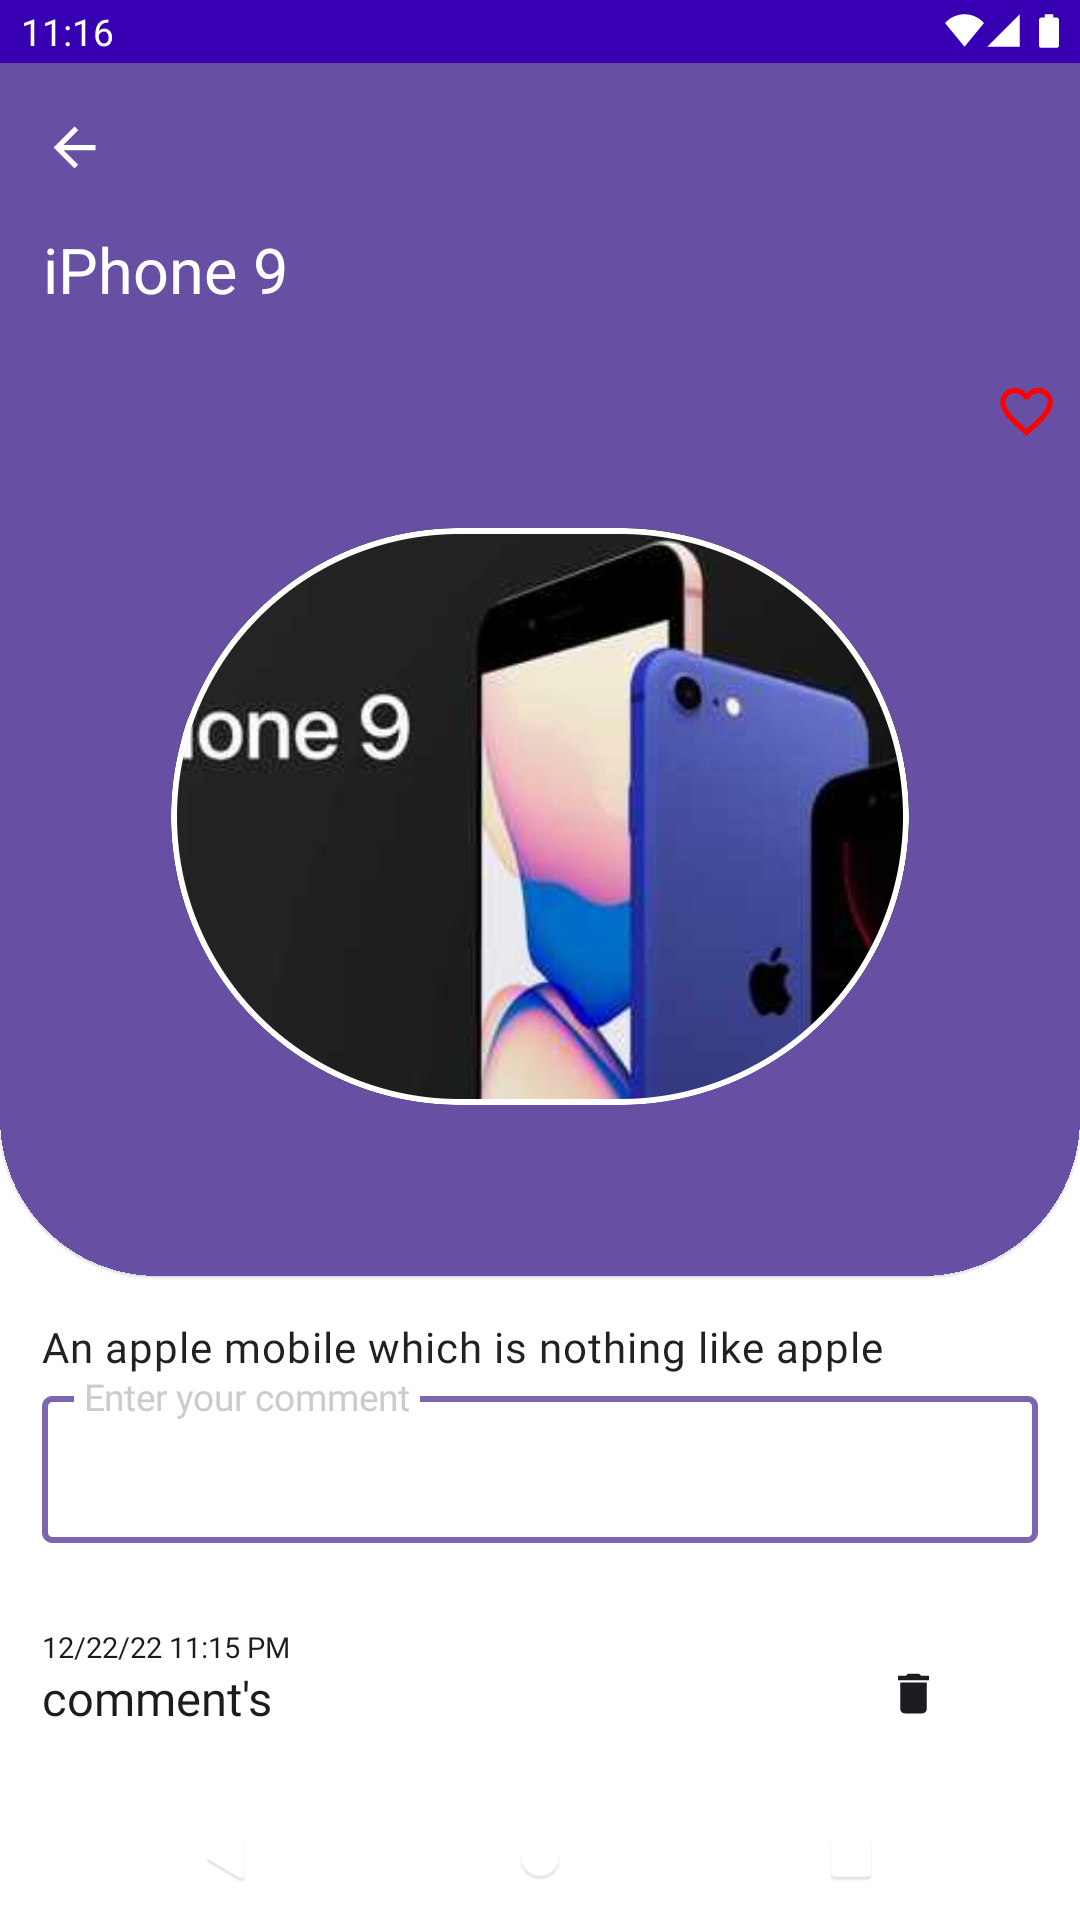 11:16
iPhone 9
one 9
An apple mobile which is nothing like apple
Enter your comment
12/22/22 11:15 PM
comment's